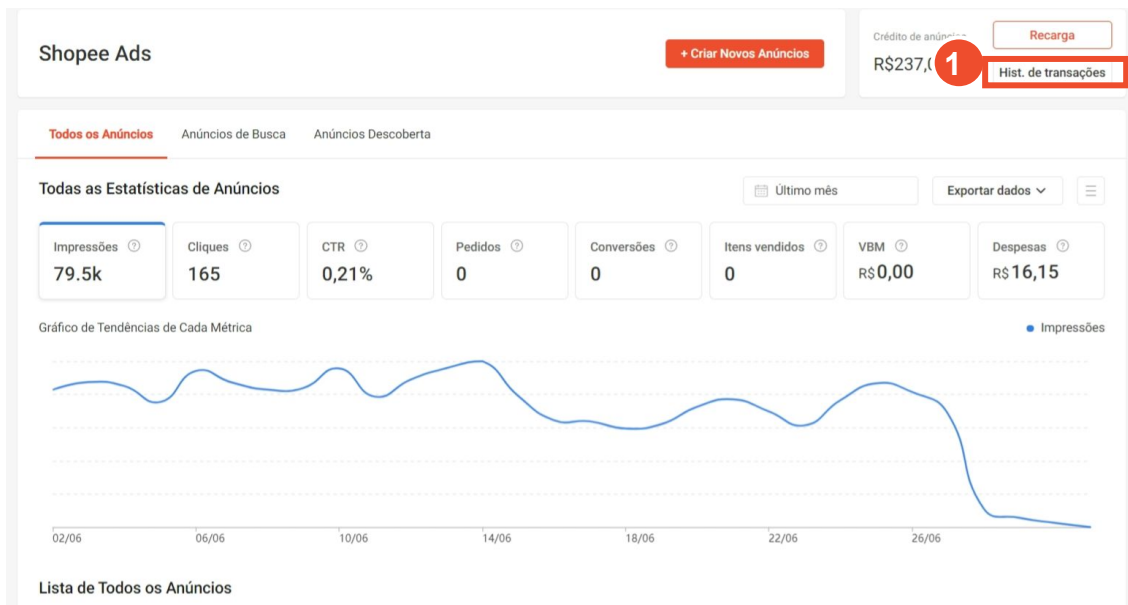 Shopee Ads
+ Criar Novos Anúncios
Crédito de anúncios
R$237,0
1
Recarga
Hist. de transações
Todos os Anúncios
Anúncios de Busca
Anúncios Descoberta
Todas as Estatísticas de Anúncios
Último mês
Exportar dados
Impressões
79.5k
Cliques
165
CTR
0,21%
Pedidos
0
Conversões
0
Itens vendidos
0
VBM
R$0,00
Despesas
R$16,15
Gráfico de Tendências de Cada Métrica
Impressões
02/06
06/06
10/06
14/06
18/06
22/06
26/06
Lista de Todos os Anúncios